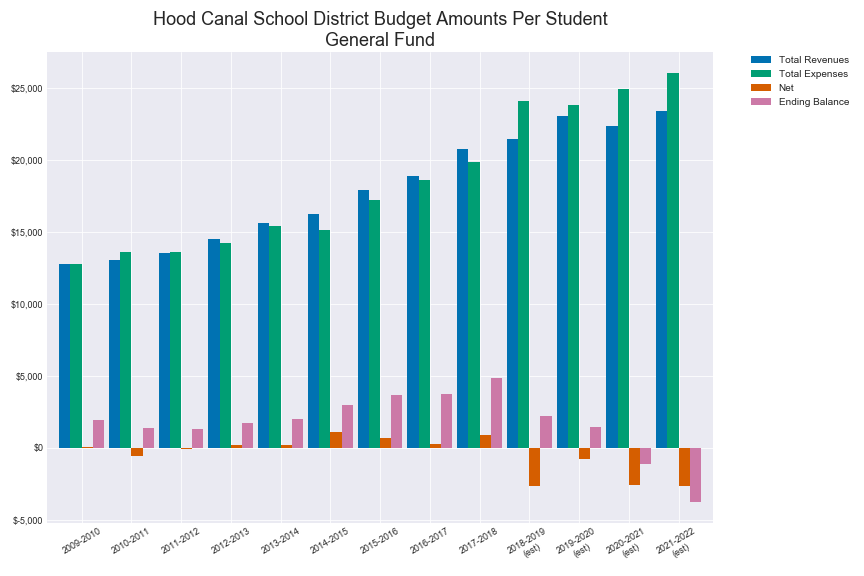 Hood Canal School District Budget Amounts Per Student
General Fund
Total Revenues
Total Expenses
Net
Ending Balance
$25,000
$20,000
$15,000
$10,000
$5,000
$0
$-5,000
2009-2010
2010-2011
2011-2012
2012-2013
2013-2014
2014-2015
2015-2016
2016-2017
2017-2018
2018-2019
(est)
2019-2020
(est)
2020-2021
(est)
2021-2022
(est)